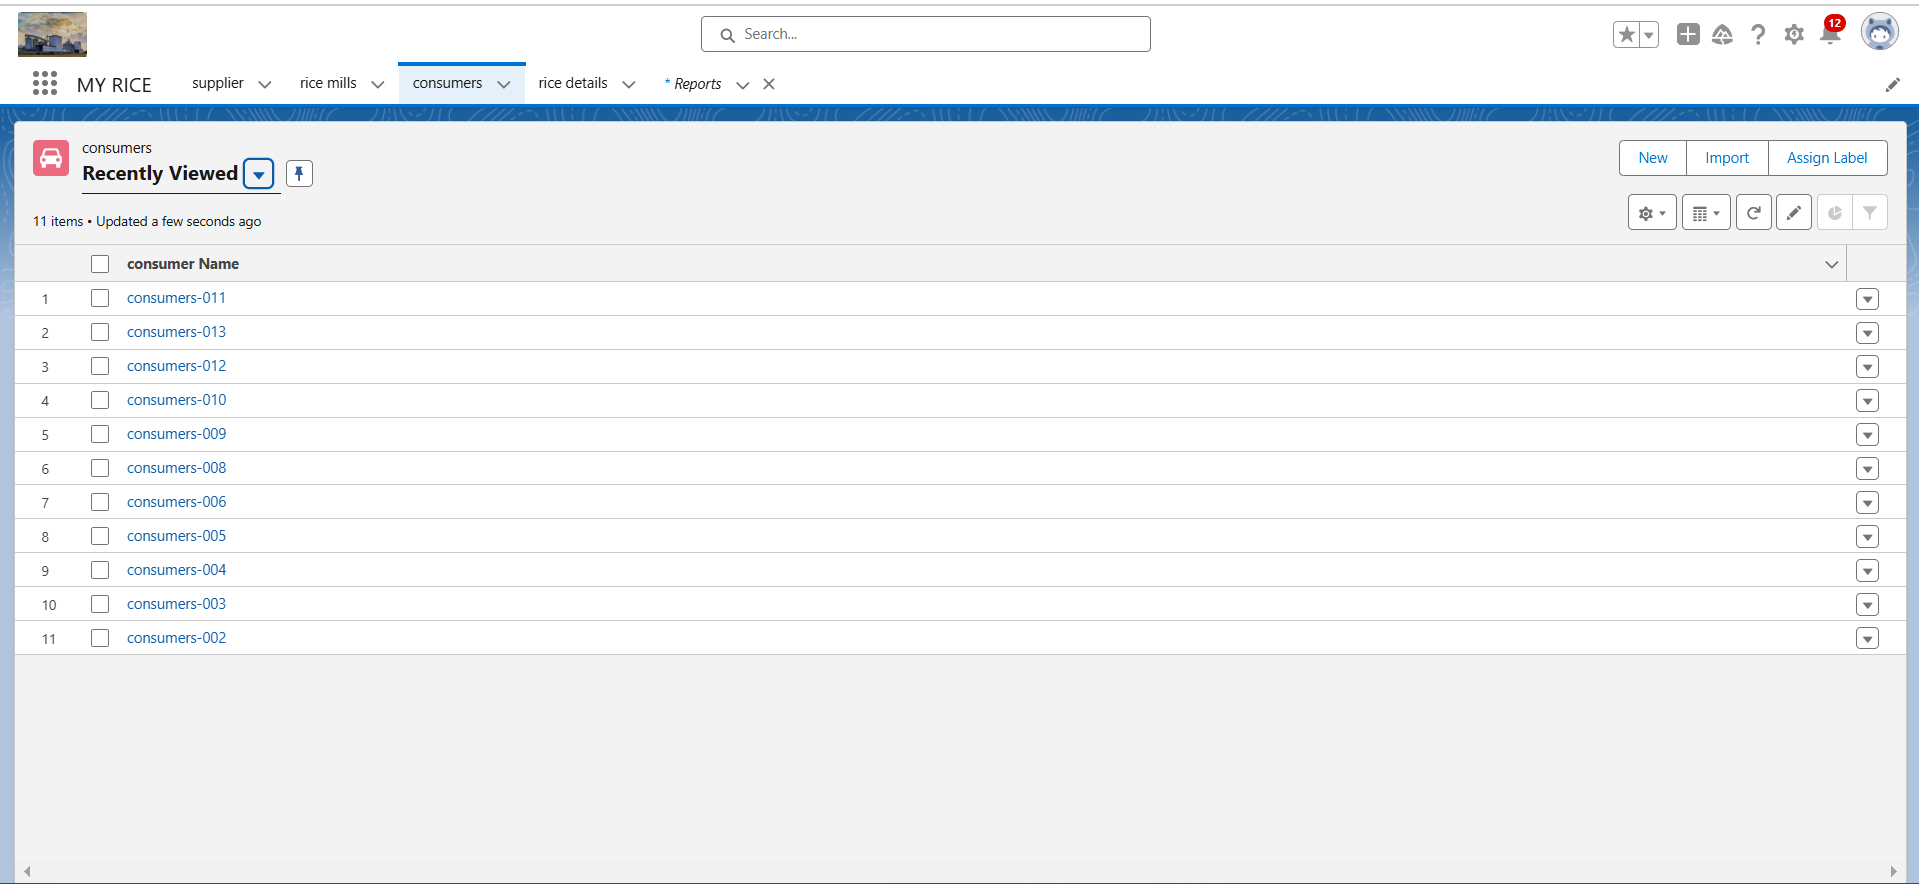 Search...
12
MY RICE
supplier
rice mills
consumers
rice details
* Reports
consumers
Recently Viewed
New
Import
Assign Label
11 items • Updated a few seconds ago
consumer Name
1 consumers-011
2 consumers-013
3 consumers-012
4 consumers-010
5 consumers-009
6 consumers-008
7 consumers-006
8 consumers-005
9 consumers-004
10 consumers-003
11 consumers-002